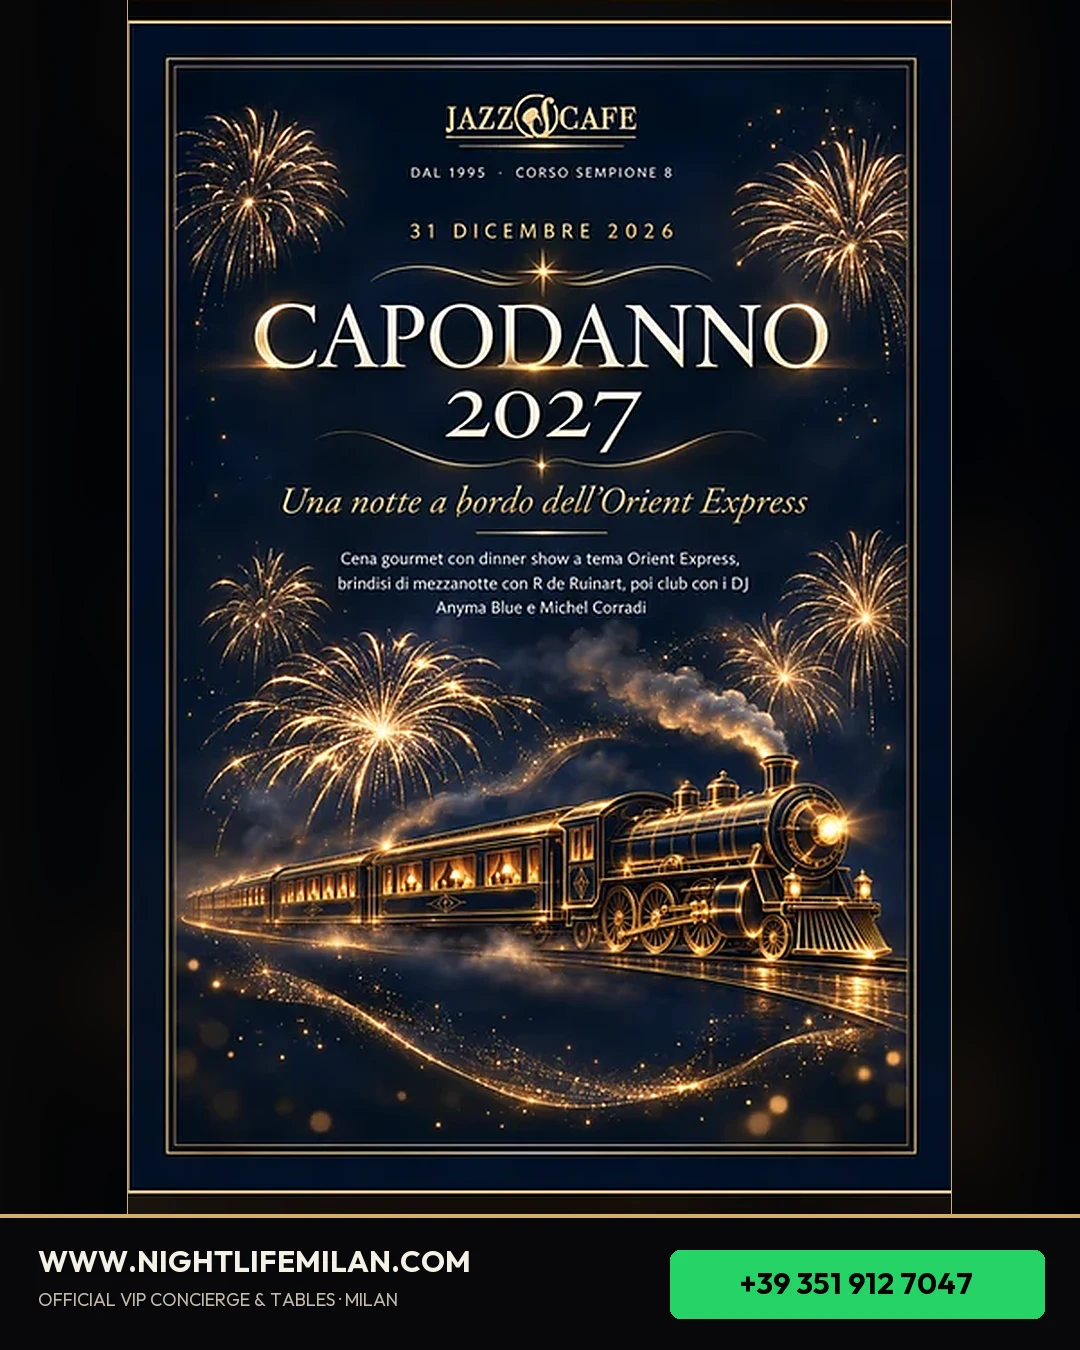 JAZZ CAFE
DAL 1995 · CORSO SEMPIONE 8
31 DICEMBRE 2026
CAPODANNO
2027
Una notte a bordo dell'Orient Express
Cena gourmet con dinner show a tema Orient Express,
brindisi di mezzanotte con R de Ruinart, poi club con i DJ
Anyma Blue e Michel Corradi
WWW.NIGHTLIFEMILAN.COM
OFFICIAL VIP CONCIERGE & TABLES · MILAN
+39 351 912 7047